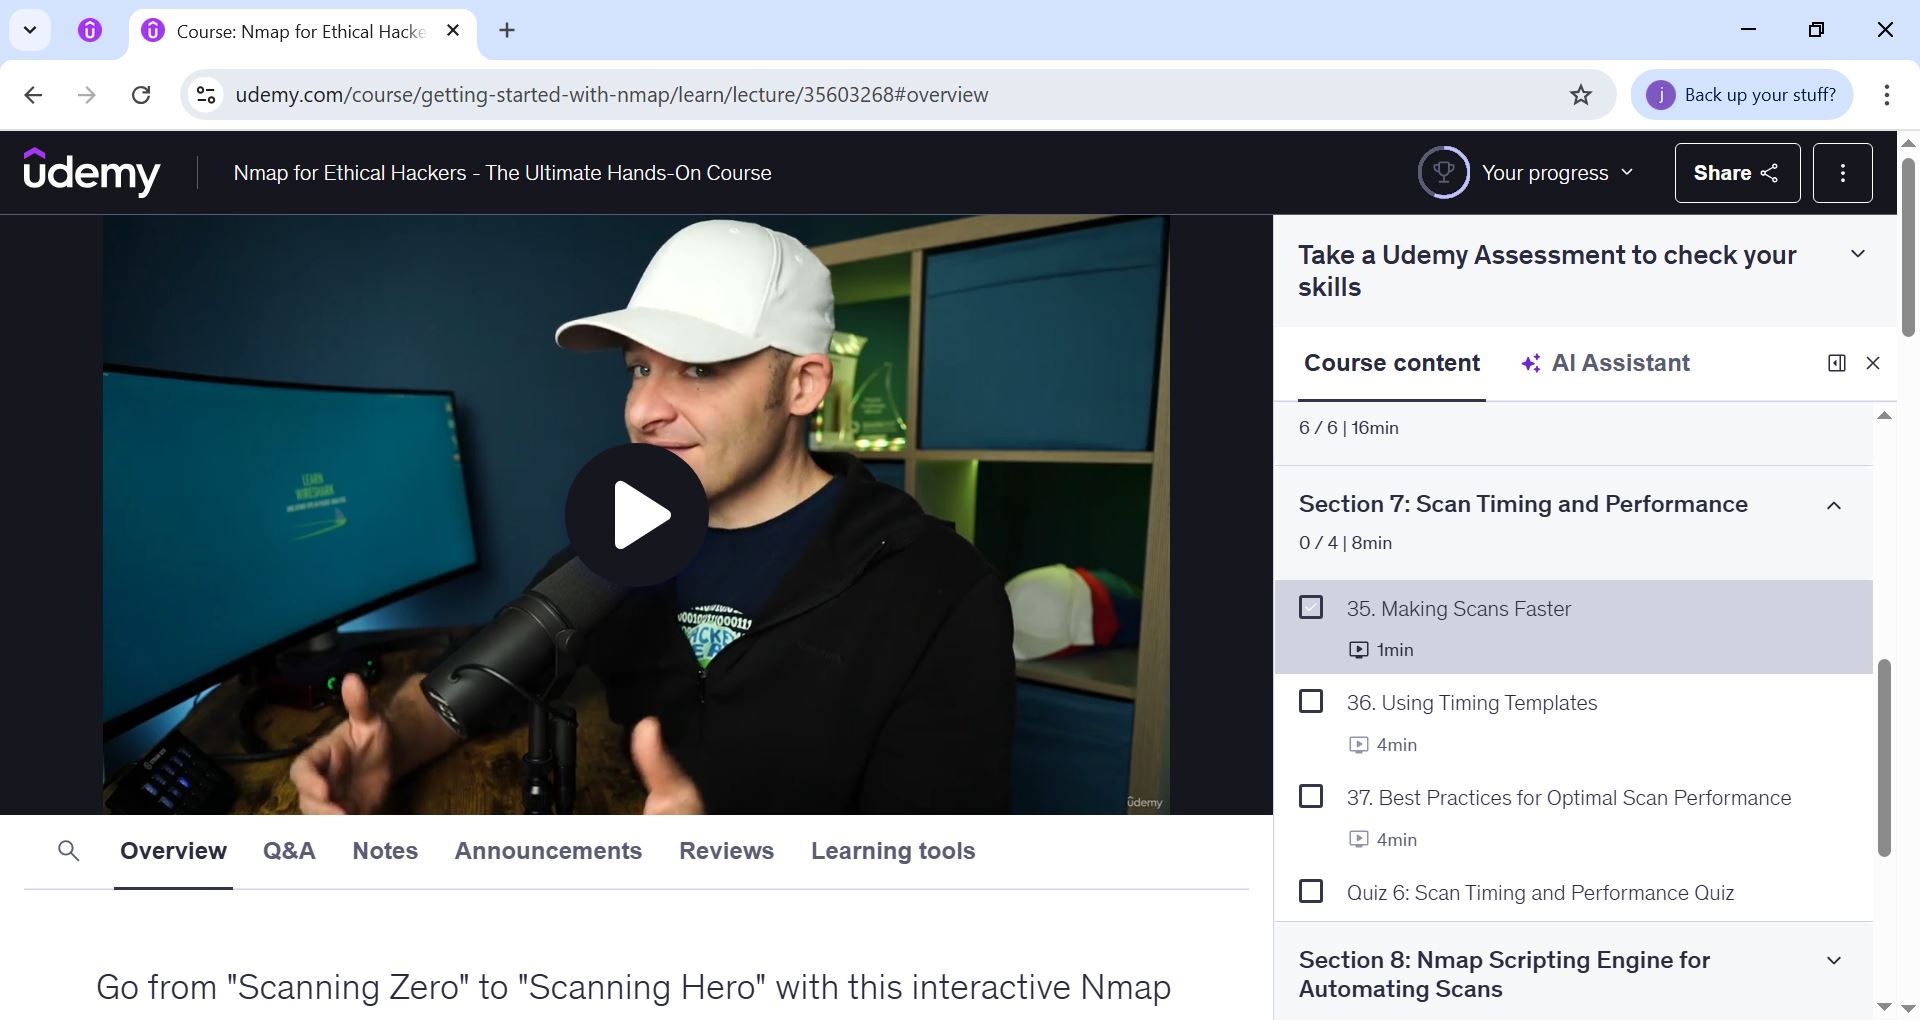 Course: Nmap for Ethical Hacke
udemy.com/course/getting-started-with-nmap/learn/lecture/35603268#overview
j
Back up your stuff?
udemy
Nmap for Ethical Hackers - The Ultimate Hands-On Course
Your progress
Share
Take a Udemy Assessment to check your
skills
Course content
AI Assistant
6 / 6 | 16min
Section 7: Scan Timing and Performance
0 / 4 | 8min
35. Making Scans Faster
1min
36. Using Timing Templates
4min
37. Best Practices for Optimal Scan Performance
4min
Quiz 6: Scan Timing and Performance Quiz
Section 8: Nmap Scripting Engine for
Automating Scans
LEARN
WIRESHARK
udemy
Overview
Q&A
Notes
Announcements
Reviews
Learning tools
Go from "Scanning Zero" to "Scanning Hero" with this interactive Nmap